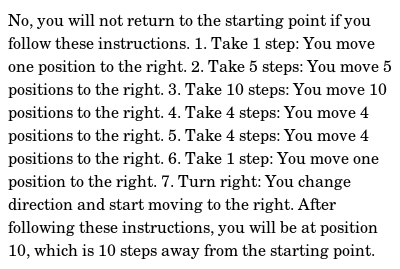 No, you will not return to the starting point if you
follow these instructions. 1. Take 1 step: You move
one position to the right. 2. Take 5 steps: You move 5
positions to the right. 3. Take 10 steps: You move 10
positions to the right. 4. Take 4 steps: You move 4
positions to the right. 5. Take 4 steps: You move 4
positions to the right. 6. Take 1 step: You move one
position to the right. 7. Turn right: You change
direction and start moving to the right. After
following these instructions, you will be at position
10, which is 10 steps away from the starting point.